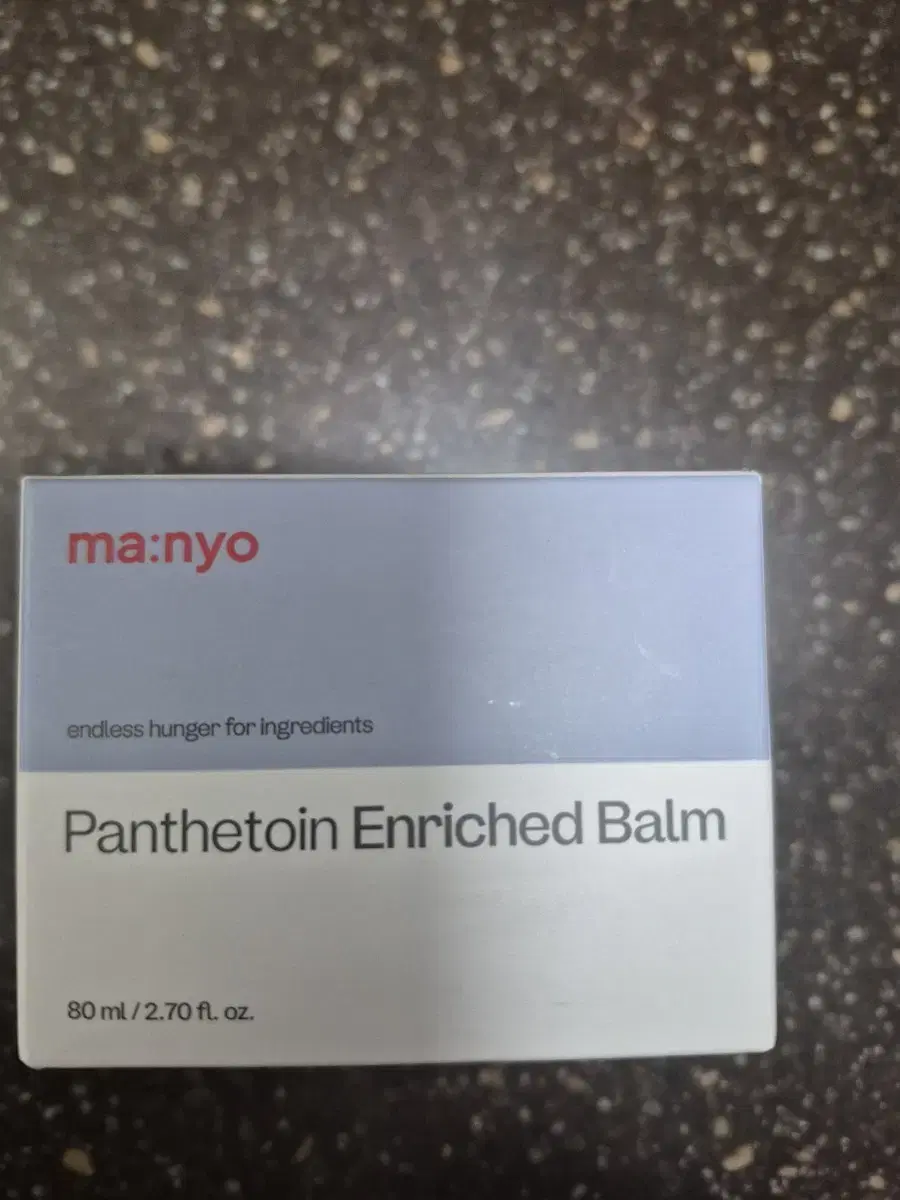 ma:nyo
endless hunger for ingredients
Panthetoin Enriched Balm
80 ml / 2.70 fl. oz.